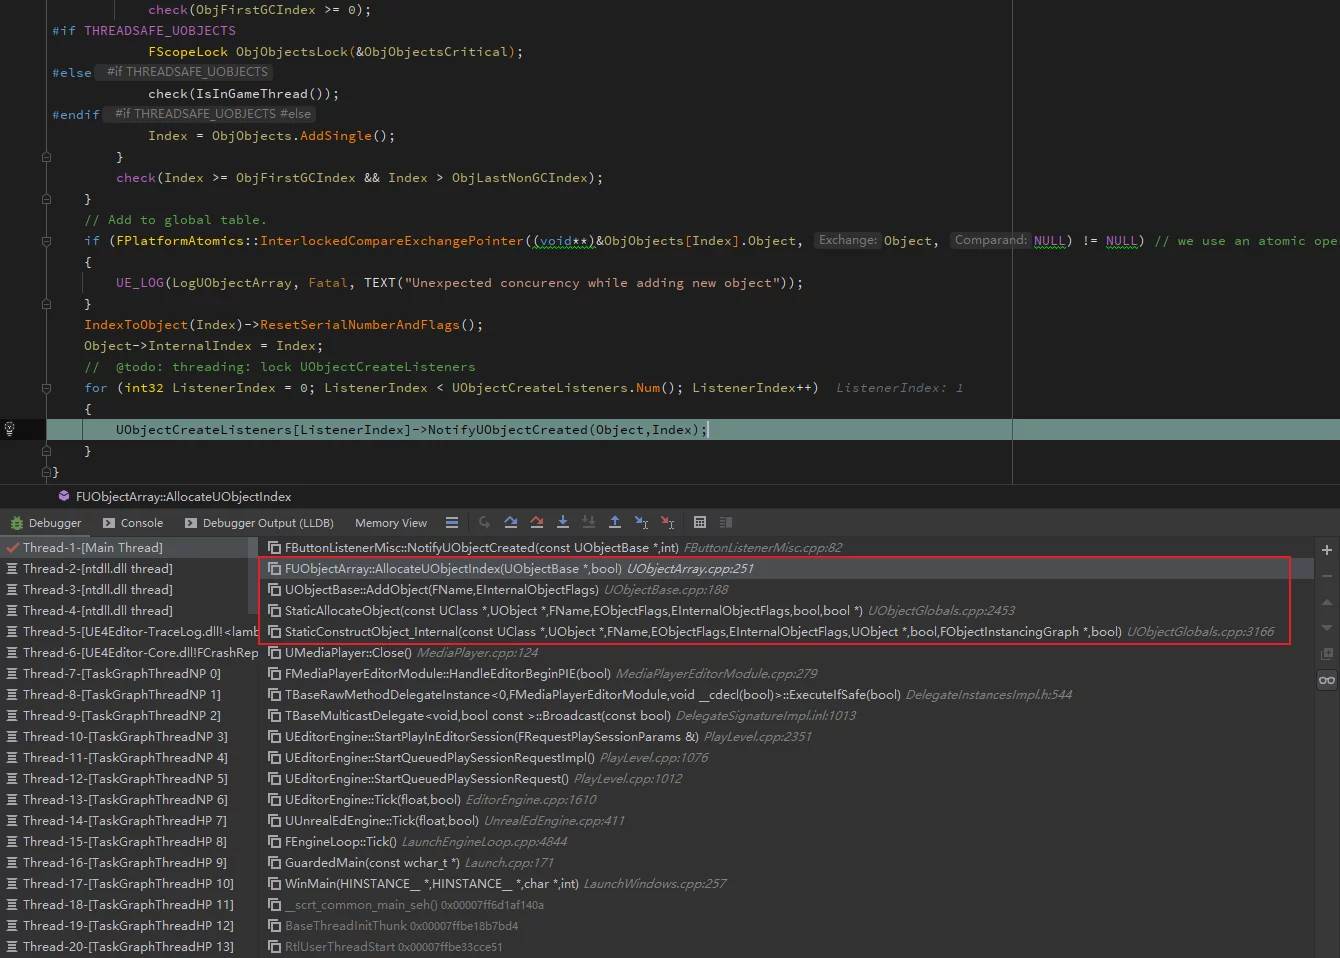 check(ObjFirstGCIndex >= 0);
#if THREADSAFE_UOBJECTS
FScopeLock ObjObjectsLock(&ObjObjectsCritical);
#else #if THREADSAFE_UOBJECTS
check(IsInGameThread());
#endif #if THREADSAFE_UOBJECTS #else
Index = ObjObjects.AddSingle();
}
check(Index >= ObjFirstGCIndex && Index > ObjLastNonGCIndex);
}
// Add to global table.
if (FPlatformAtomics::InterlockedCompareExchangePointer((void**)&ObjObjects[Index].Object, Exchange: Object, Comparand: NULL) != NULL) // we use an atomic ope
{
UE_LOG(LogUObjectArray, Fatal, TEXT("Unexpected concurency while adding new object"));
}
IndexToObject(Index)->ResetSerialNumberAndFlags();
Object->InternalIndex = Index;
// @todo: threading: lock UObjectCreateListeners
for (int32 ListenerIndex = 0; ListenerIndex < UObjectCreateListeners.Num(); ListenerIndex++) ListenerIndex: 1
{
UObjectCreateListeners[ListenerIndex]->NotifyUObjectCreated(Object,Index);
}
}
FUObjectArray::AllocateUObjectIndex
Debugger Console Debugger Output (LLDB) Memory View
Thread-1-[Main Thread] FButtonListenerMisc::NotifyUObjectCreated(const UObjectBase *,int) FButtonListenerMisc.cpp:82
Thread-2-[ntdll.dll thread] FUObjectArray::AllocateUObjectIndex(UObjectBase *,bool) UObjectArray.cpp:251
Thread-3-[ntdll.dll thread] UObjectBase::AddObject(FName,EInternalObjectFlags) UObjectBase.cpp:188
Thread-4-[ntdll.dll thread] StaticAllocateObject(const UClass *,UObject *,FName,EObjectFlags,EInternalObjectFlags,bool,bool *) UObjectGlobals.cpp:2453
Thread-5-[UE4Editor-TraceLog.dll!<lamb StaticConstructObject_Internal(const UClass *,UObject *,FName,EObjectFlags,EInternalObjectFlags,UObject *,bool,FObjectInstancingGraph *,bool) UObjectGlobals.cpp:3166
Thread-6-[UE4Editor-Core.dll!FCrashRep UMediaPlayer::Close() MediaPlayer.cpp:124
Thread-7-[TaskGraphThreadNP 0] FMediaPlayerEditorModule::HandleEditorBeginPIE(bool) MediaPlayerEditorModule.cpp:279
Thread-8-[TaskGraphThreadNP 1] TBaseRawMethodDelegateInstance<0,FMediaPlayerEditorModule,void __cdecl(bool)>::ExecuteIfSafe(bool) DelegateInstancesImpl.h:544
Thread-9-[TaskGraphThreadNP 2] TBaseMulticastDelegate<void,bool const >::Broadcast(const bool) DelegateSignatureImpl.inl:1013
Thread-10-[TaskGraphThreadNP 3] UEditorEngine::StartPlayInEditorSession(FRequestPlaySessionParams &) PlayLevel.cpp:2351
Thread-11-[TaskGraphThreadNP 4] UEditorEngine::StartQueuedPlaySessionRequestImpl() PlayLevel.cpp:1076
Thread-12-[TaskGraphThreadNP 5] UEditorEngine::StartQueuedPlaySessionRequest() PlayLevel.cpp:1012
Thread-13-[TaskGraphThreadNP 6] UEditorEngine::Tick(float,bool) EditorEngine.cpp:1610
Thread-14-[TaskGraphThreadHP 7] UUnrealEdEngine::Tick(float,bool) UnrealEdEngine.cpp:411
Thread-15-[TaskGraphThreadHP 8] FEngineLoop::Tick() LaunchEngineLoop.cpp:4844
Thread-16-[TaskGraphThreadHP 9] GuardedMain(const wchar_t *) Launch.cpp:171
Thread-17-[TaskGraphThreadHP 10] WinMain(HINSTANCE__ *,HINSTANCE__ *,char *,int) LaunchWindows.cpp:257
Thread-18-[TaskGraphThreadHP 11] __scrt_common_main_seh() 0x00007ff6d1af140a
Thread-19-[TaskGraphThreadHP 12] BaseThreadInitThunk 0x00007ffbe18b7bd4
Thread-20-[TaskGraphThreadHP 13] RtlUserThreadStart 0x00007ffbe33cce51